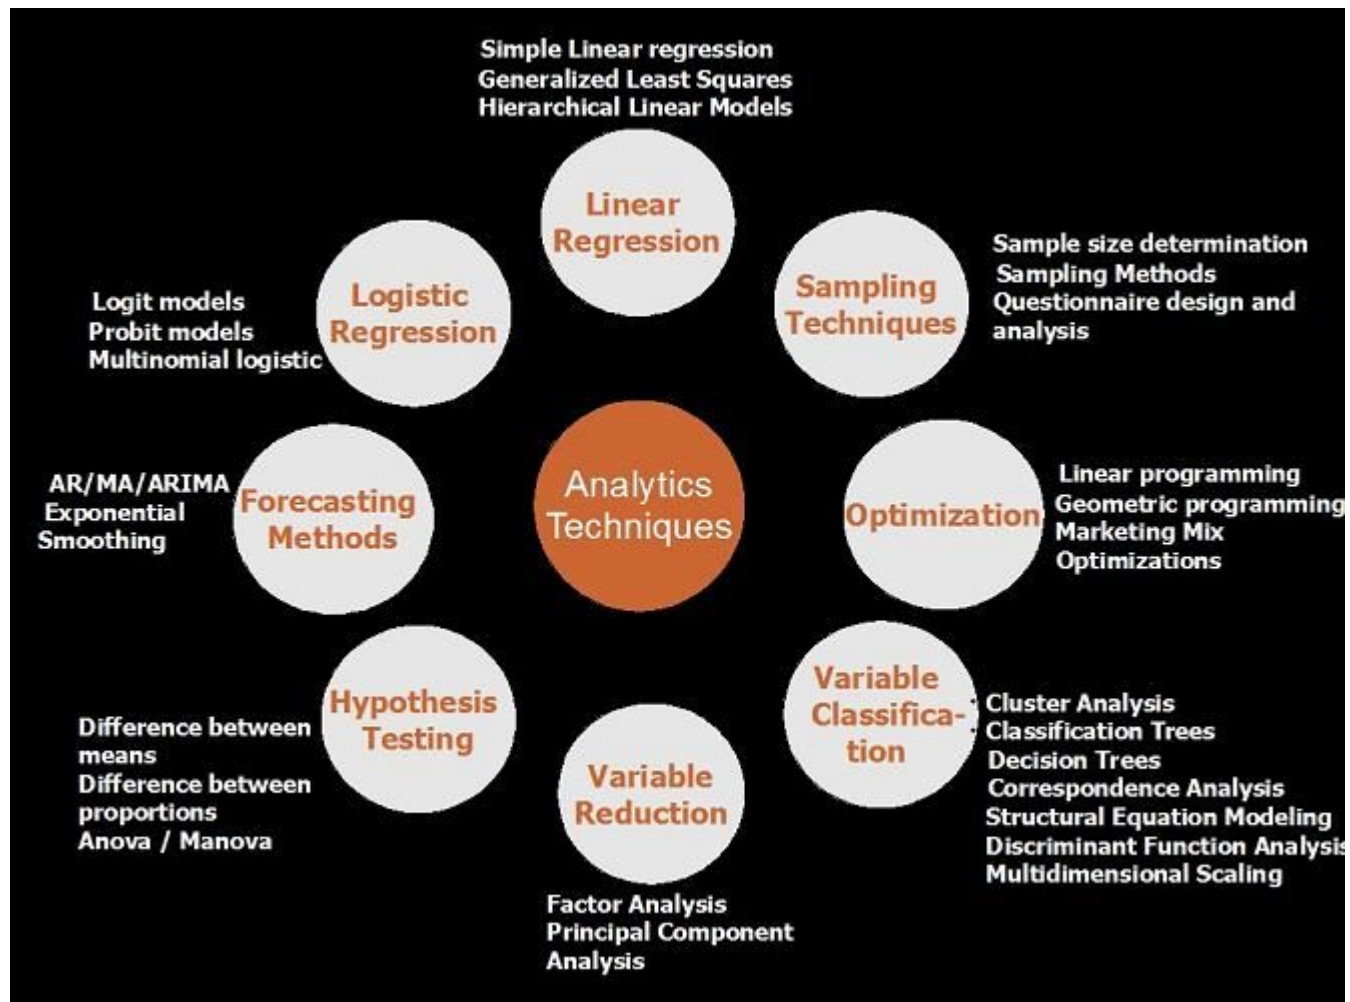 Simple Linear regression
Generalized Least Squares
Hierarchical Linear Models
Linear
Regression
Sampling
Techniques
Sample size determination
Sampling Methods
Questionnaire design and
analysis
Logistic
Regression
Logit models
Probit models
Multinomial logistic
Analytics
Techniques
Optimization
Linear programming
Geometric programming
Marketing Mix
Optimizations
Forecasting
Methods
AR/MA/ARIMA
Exponential
Smoothing
Variable
Classifica-
tion
Cluster Analysis
Classification Trees
Decision Trees
Correspondence Analysis
Structural Equation Modeling
Discriminant Function Analysis
Multidimensional Scaling
Hypothesis
Testing
Difference between
means
Difference between
proportions
Anova / Manova
Variable
Reduction
Factor Analysis
Principal Component
Analysis